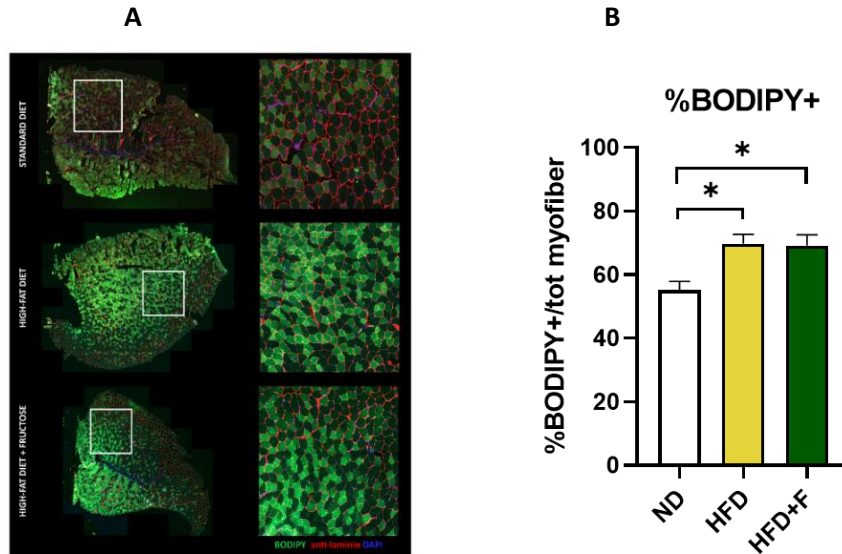 A
B
STANDARD DIET
HIGH-FAT DIET
HIGH-FAT DIET + FRUCTOSE
BODIPY anti-laminin DAPI
%BODIPY+
%BODIPY+/tot myofiber
100
80
60
40
20
0
*
*
ND
HFD
HFD+F